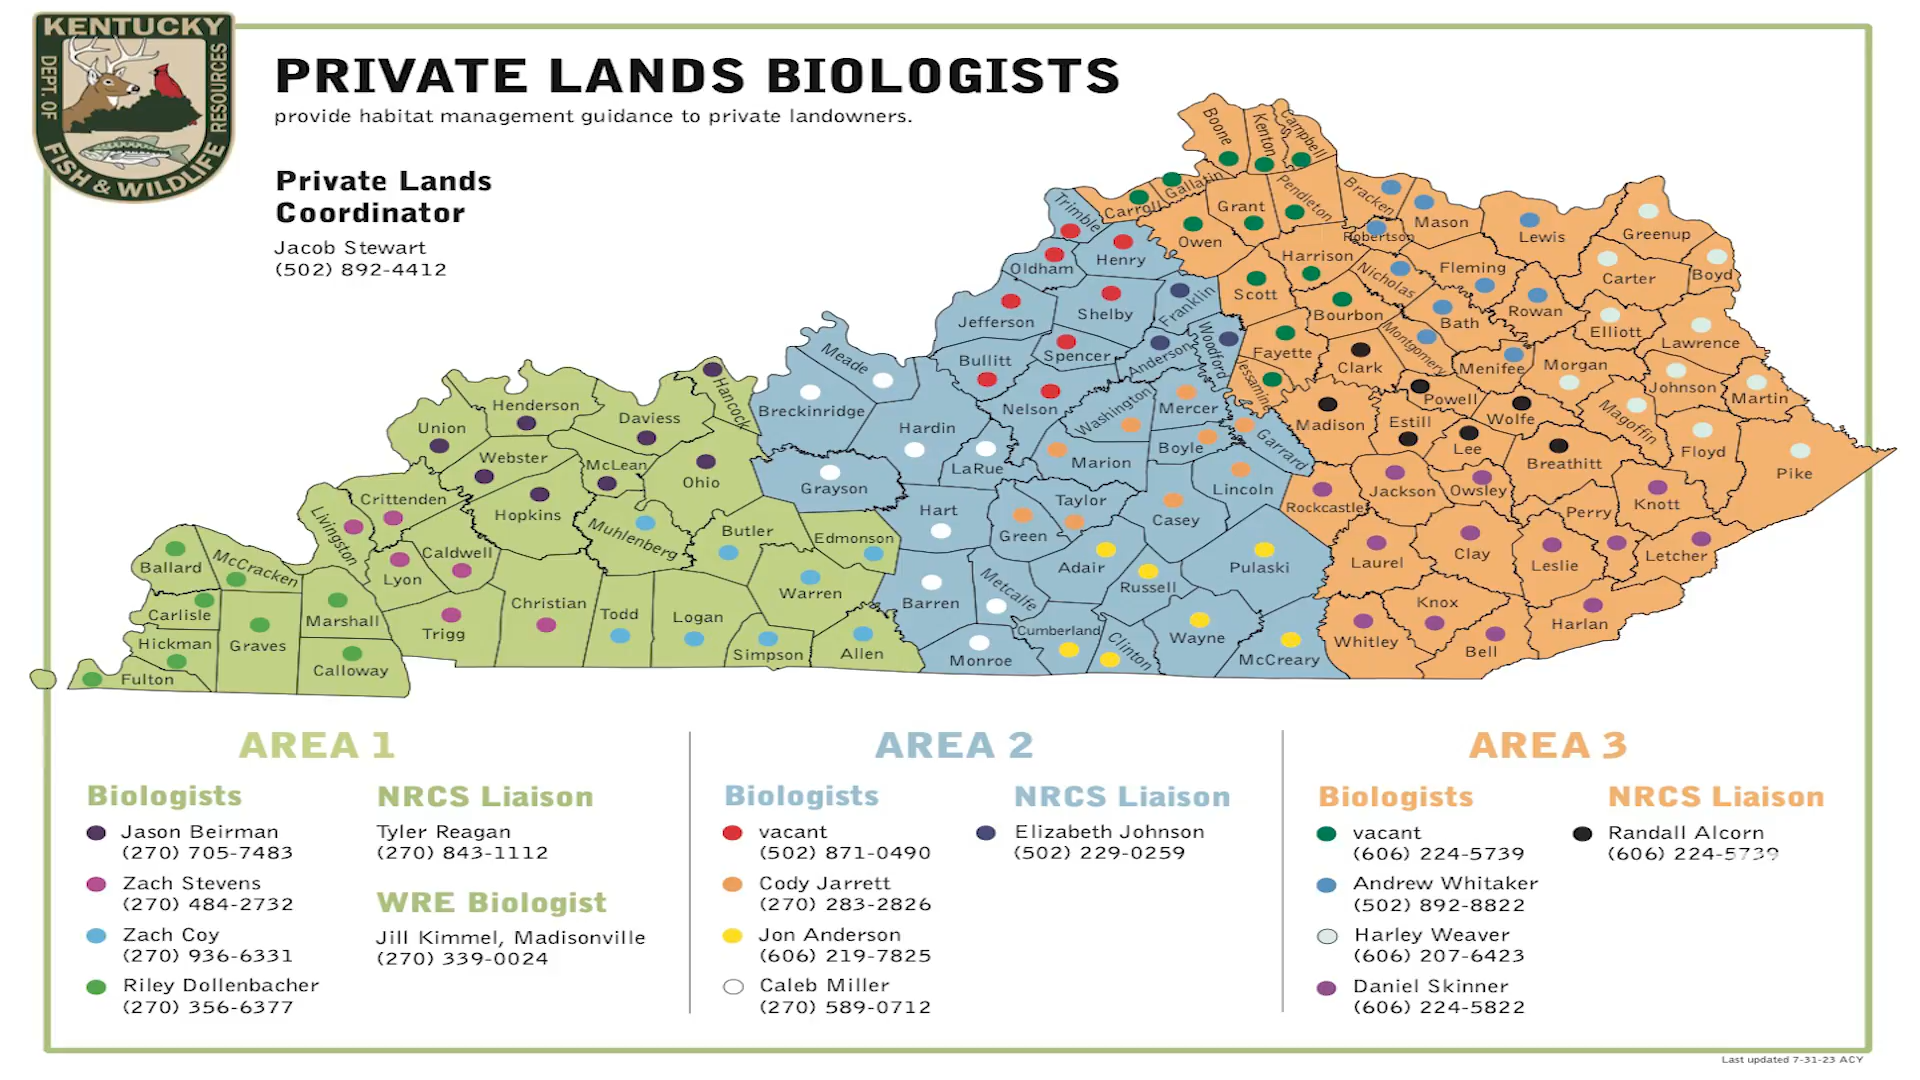 KENTUCKY
DEPT. OF
RESOURCES
FISH & WILDLIFE
PRIVATE LANDS BIOLOGISTS
provide habitat management guidance to private landowners.
Private Lands
Coordinator
Jacob Stewart
(502) 892-4412
Boone
Kenton
Campbell
Gallatin
Carroll
Grant
Pendleton
Bracken
Mason
Robertson
Lewis
Greenup
Trimble
Owen
Harrison
Nicholas
Fleming
Carter
Boyd
Oldham
Henry
Scott
Bourbon
Bath
Rowan
Elliott
Lawrence
Jefferson
Shelby
Franklin
Woodford
Fayette
Clark
Montgomery
Menifee
Morgan
Johnson
Martin
Meade
Bullitt
Spencer
Anderson
Jessamine
Powell
Wolfe
Magoffin
Floyd
Pike
Hancock
Breckinridge
Nelson
Washington
Mercer
Madison
Estill
Lee
Breathitt
Henderson
Daviess
Union
Hardin
LaRue
Marion
Boyle
Garrard
Webster
McLean
Ohio
Grayson
Taylor
Lincoln
Rockcastle
Jackson
Owsley
Perry
Knott
Crittenden
Livingston
Hopkins
Muhlenberg
Butler
Edmonson
Hart
Green
Casey
Laurel
Clay
Leslie
Letcher
Ballard
McCracken
Lyon
Caldwell
Warren
Barren
Metcalfe
Adair
Russell
Pulaski
Knox
Harlan
Carlisle
Marshall
Trigg
Christian
Todd
Logan
Hickman
Graves
Calloway
Simpson
Allen
Monroe
Cumberland
Clinton
Wayne
McCreary
Whitley
Bell
Fulton
AREA 1
Biologists
Jason Beirman
(270) 705-7483
Zach Stevens
(270) 484-2732
Zach Coy
(270) 936-6331
Riley Dollenbacher
(270) 356-6377
NRCS Liaison
Tyler Reagan
(270) 843-1112
WRE Biologist
Jill Kimmel, Madisonville
(270) 339-0024
AREA 2
Biologists
vacant
(502) 871-0490
Cody Jarrett
(270) 283-2826
Jon Anderson
(606) 219-7825
Caleb Miller
(270) 589-0712
NRCS Liaison
Elizabeth Johnson
(502) 229-0259
AREA 3
Biologists
vacant
(606) 224-5739
Andrew Whitaker
(502) 892-8822
Harley Weaver
(606) 207-6423
Daniel Skinner
(606) 224-5822
NRCS Liaison
Randall Alcorn
(606) 224-5739
Last updated 7-31-23 ACY